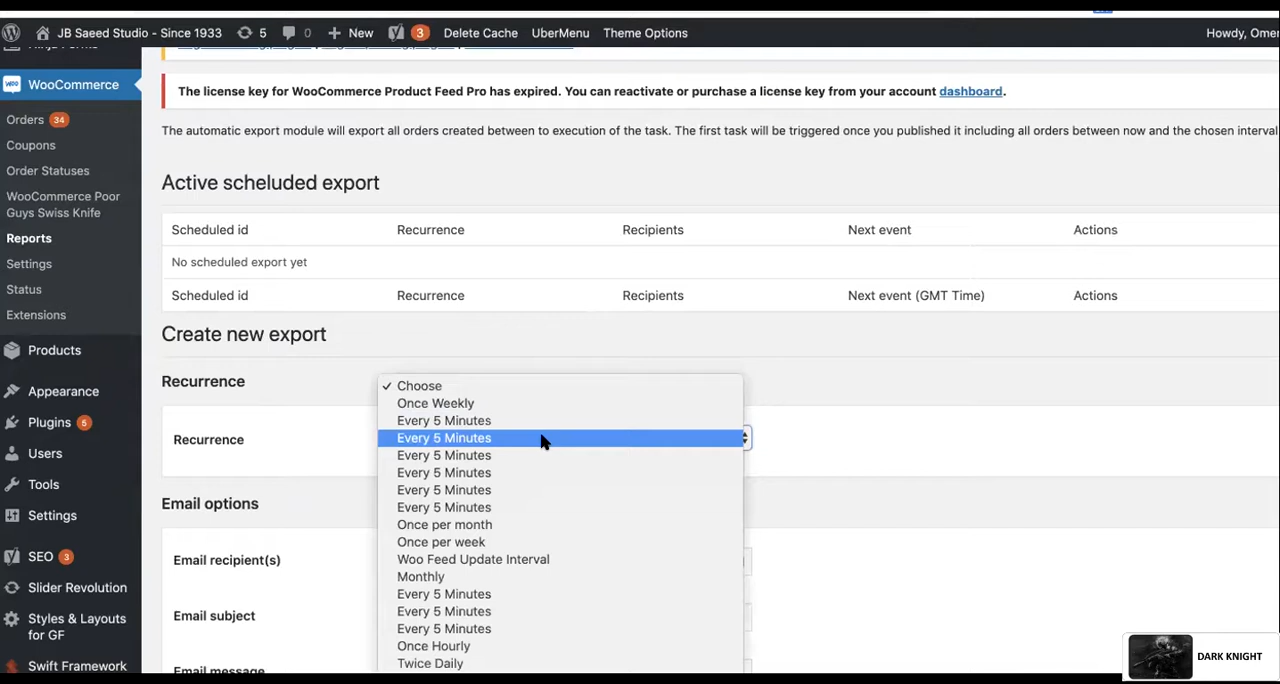 JB Saeed Studio - Since 1933 5 0 + New 3 Delete Cache UberMenu Theme Options Howdy, Omer
WooCommerce
The license key for WooCommerce Product Feed Pro has expired. You can reactivate or purchase a license key from your account dashboard.
Orders 34
Coupons
Order Statuses
WooCommerce Poor
Guys Swiss Knife
Reports
Settings
Status
Extensions
Products
Appearance
Plugins 5
Users
Tools
Settings
SEO 3
Slider Revolution
Styles & Layouts
for GF
Swift Framework
The automatic export module will export all orders created between to execution of the task. The first task will be triggered once you published it including all orders between now and the chosen interval
Active scheluded export
Scheduled id Recurrence Recipients Next event Actions
No scheduled export yet
Scheduled id Recurrence Recipients Next event (GMT Time) Actions
Create new export
Recurrence
Recurrence
✓ Choose
Once Weekly
Every 5 Minutes
Every 5 Minutes
Every 5 Minutes
Every 5 Minutes
Every 5 Minutes
Every 5 Minutes
Once per month
Once per week
Woo Feed Update Interval
Monthly
Every 5 Minutes
Every 5 Minutes
Every 5 Minutes
Once Hourly
Twice Daily
Email options
Email recipient(s)
Email subject
Email message
DARK KNIGHT